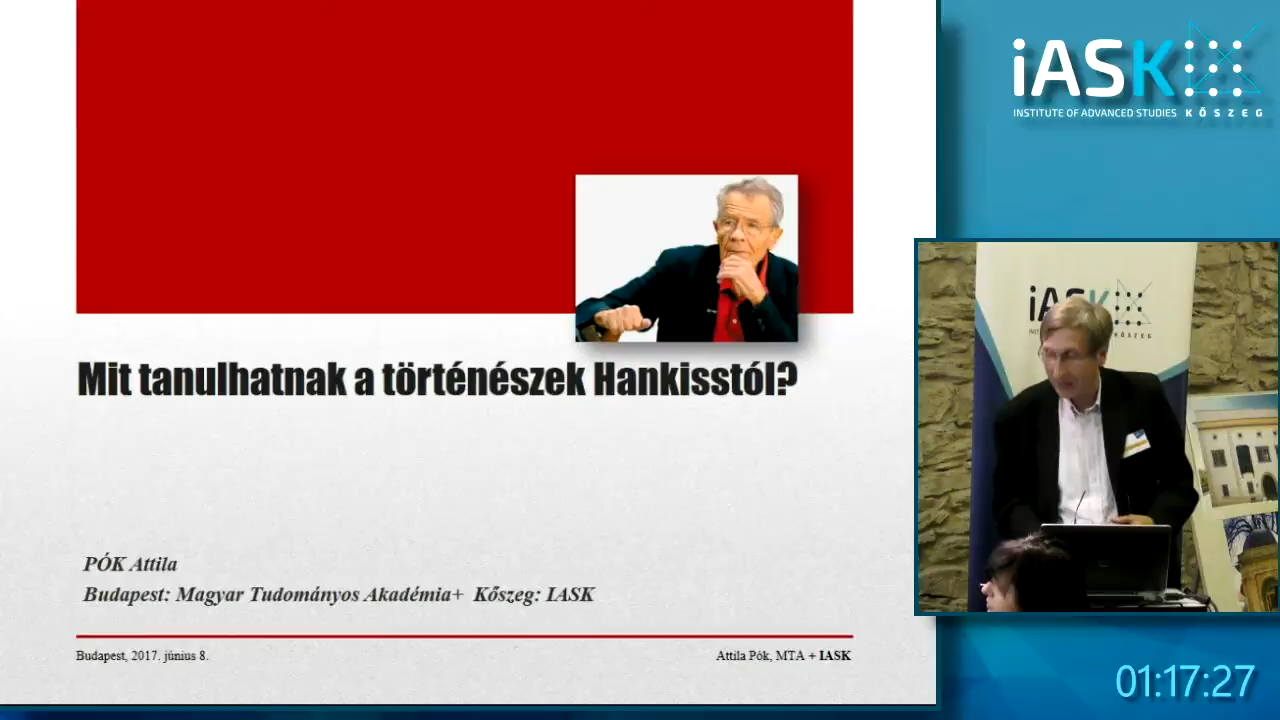 iASK
INSTITUTE OF ADVANCED STUDIES KŐSZEG
Mit tanulhatnak a történészek Hankisstól?
PÓK Attila
Budapest: Magyar Tudományos Akadémia+ Kőszeg: IASK
Budapest, 2017. június 8.
Attila Pók, MTA + IASK
01:17:27